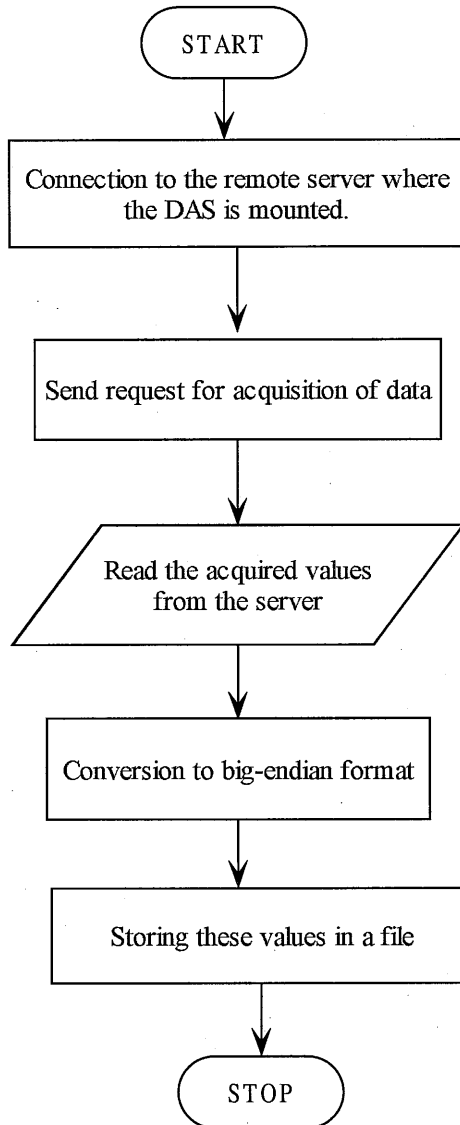 START
Connection to the remote server where
the DAS is mounted.
Send request for acquisition of data
Read the acquired values
from the server
Conversion to big-endian format
Storing these values in a file
STOP